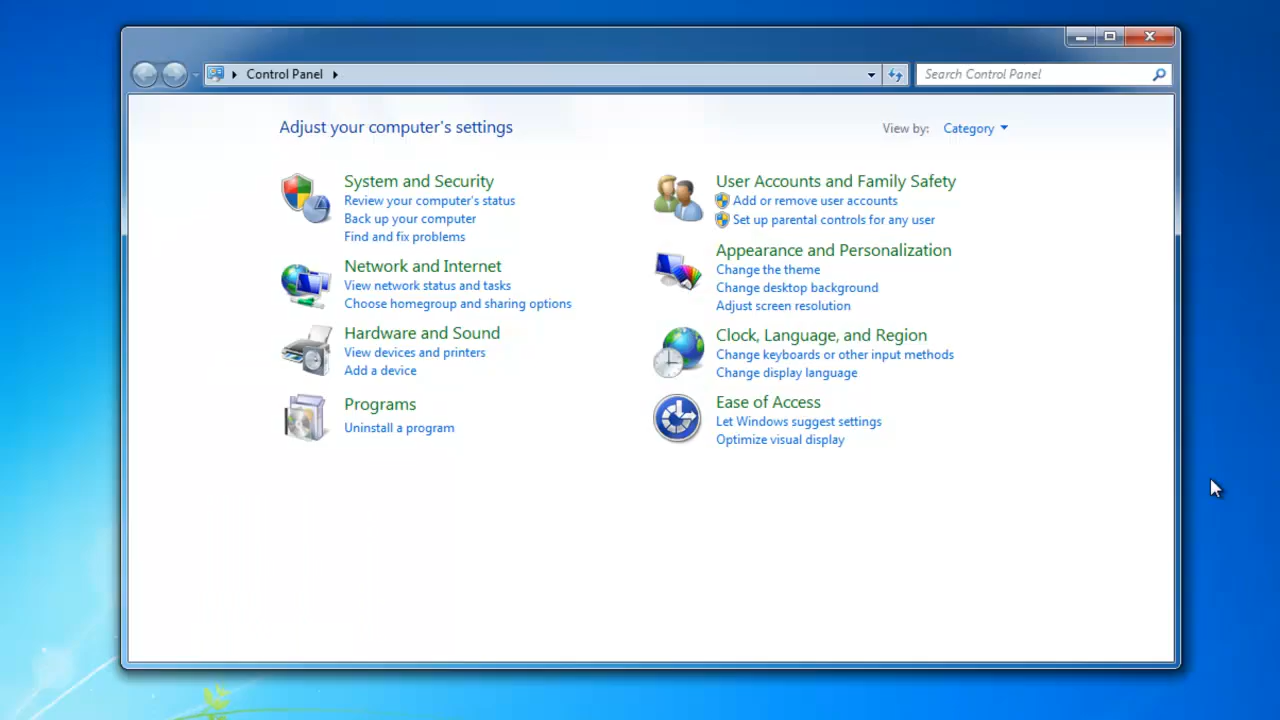 Control Panel
Search Control Panel
Adjust your computer's settings
View by: Category
System and Security
Review your computer's status
Back up your computer
Find and fix problems
Network and Internet
View network status and tasks
Choose homegroup and sharing options
Hardware and Sound
View devices and printers
Add a device
Programs
Uninstall a program
User Accounts and Family Safety
Add or remove user accounts
Set up parental controls for any user
Appearance and Personalization
Change the theme
Change desktop background
Adjust screen resolution
Clock, Language, and Region
Change keyboards or other input methods
Change display language
Ease of Access
Let Windows suggest settings
Optimize visual display